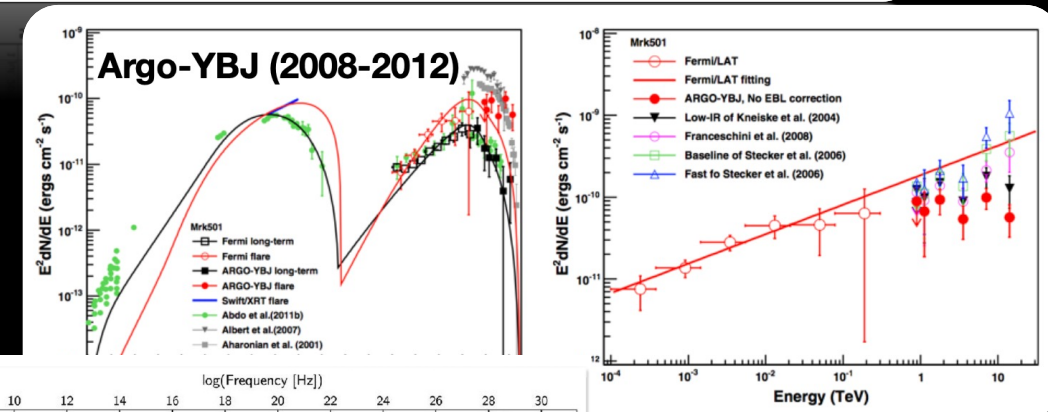 Argo-YBJ (2008-2012)
10⁻⁹
10⁻¹⁰
10⁻¹¹
10⁻¹²
10⁻¹³
E²dN/dE (ergs cm⁻² s⁻¹)
Mrk501
Fermi long-term
Fermi flare
ARGO-YBJ long-term
ARGO-YBJ flare
Swift/XRT flare
Abdo et al.(2011b)
Albert et al.(2007)
Aharonian et al. (2001)
log(Frequency [Hz])
10 12 14 16 18 20 22 24 26 28 30
10⁻⁸
10⁻⁹
10⁻¹⁰
10⁻¹¹
12
E²dN/dE (ergs cm⁻² s⁻¹)
Mrk501
Fermi/LAT
Fermi/LAT fitting
ARGO-YBJ, No EBL correction
Low-IR of Kneiske et al. (2004)
Franceschini et al. (2008)
Baseline of Stecker et al. (2006)
Fast fo Stecker et al. (2006)
10⁻⁴ 10⁻³ 10⁻² 10⁻¹ 1 10
Energy (TeV)